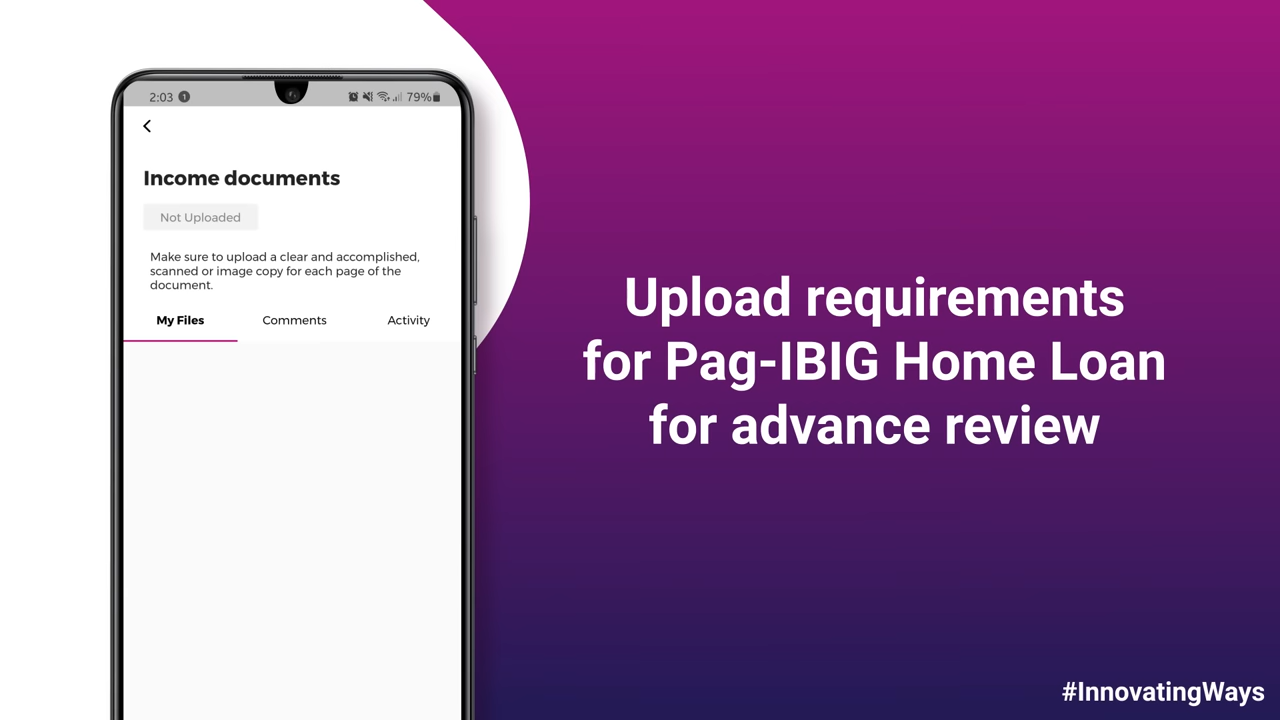 2:03 1 79%
Income documents
Not Uploaded
Make sure to upload a clear and accomplished,
scanned or image copy for each page of the
document.
My Files Comments Activity
Upload requirements
for Pag-IBIG Home Loan
for advance review
#InnovatingWays